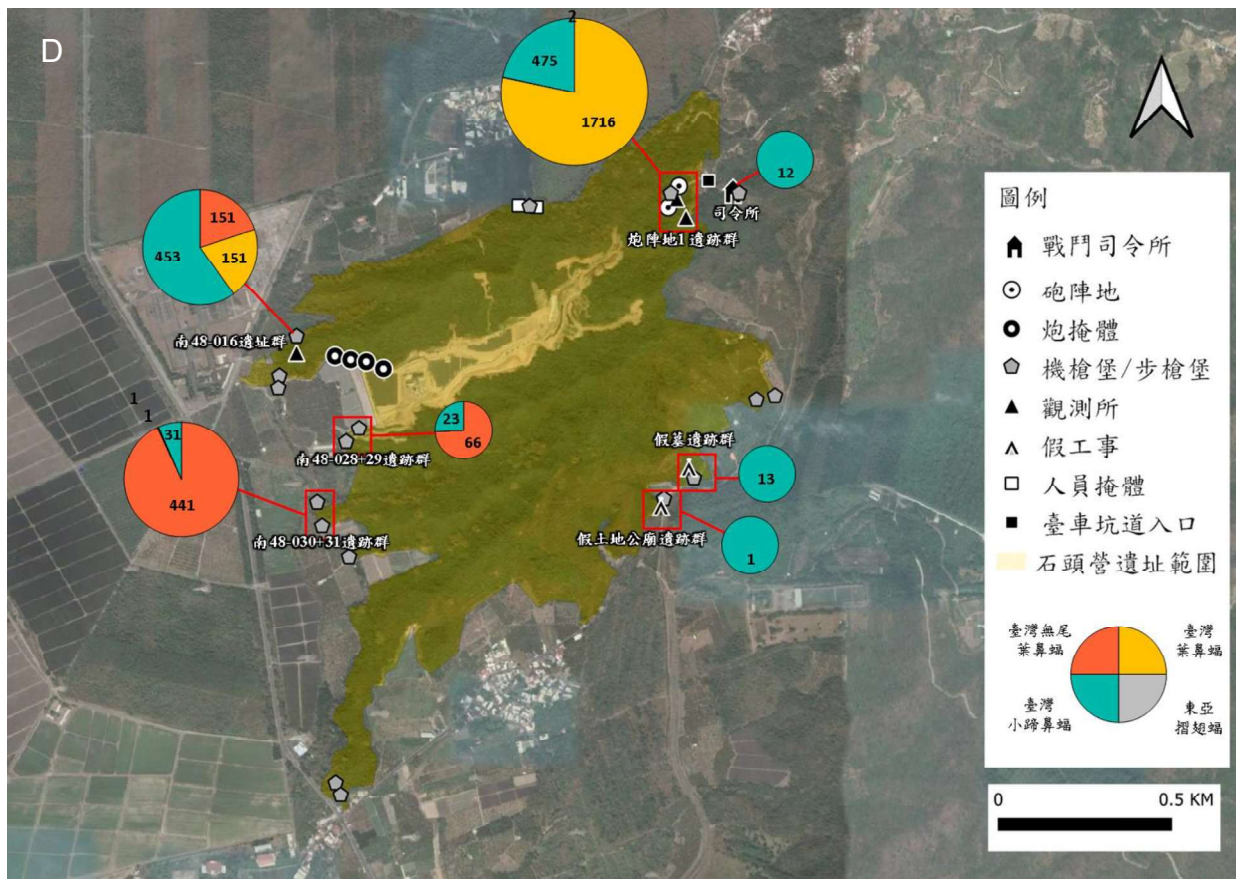 D
2
475
1716
12
司令所
炮陣地1遺跡群
151
453
151
南48-016遺址群
1
1
31
441
23
66
南48-028+29遺跡群
南48-030+31遺跡群
假墓遺跡群
13
假土地公廟遺跡群
1
圖例
戰鬥司令所
砲陣地
炮掩體
機槍堡/步槍堡
觀測所
假工事
人員掩體
臺車坑道入口
石頭營遺址範圍
臺灣無尾
葉鼻蝠
臺灣
葉鼻蝠
臺灣
小蹄鼻蝠
東亞
摺翅蝠
0
0.5 KM